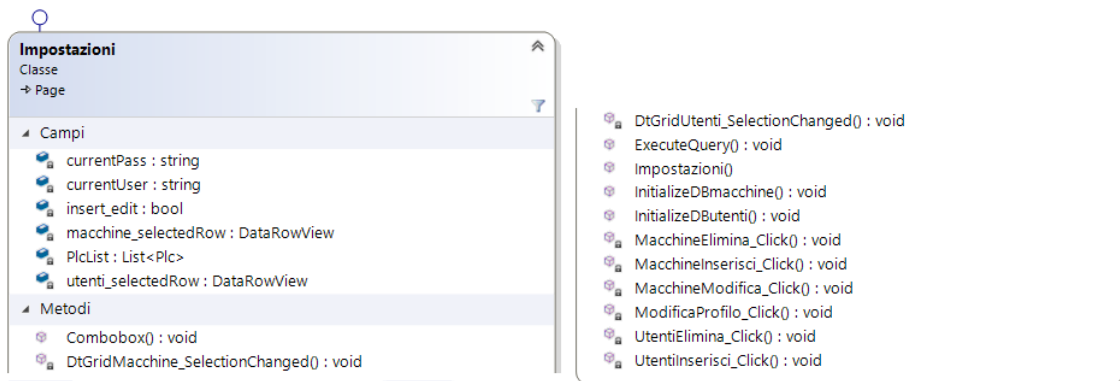 Impostazioni
Classe
Page
Campi
currentPass : string
currentUser : string
insert_edit : bool
macchine_selectedRow : DataRowView
PlcList : List<Plc>
utenti_selectedRow : DataRowView
Metodi
Combobox() : void
DtGridMacchine_SelectionChanged() : void
DtGridUtenti_SelectionChanged() : void
ExecuteQuery() : void
Impostazioni()
InitializeDBmacchine() : void
InitializeDButenti() : void
MacchineElimina_Click() : void
MacchineInserisci_Click() : void
MacchineModifica_Click() : void
ModificaProfilo_Click() : void
UtentiElimina_Click() : void
UtentiInserisci_Click() : void